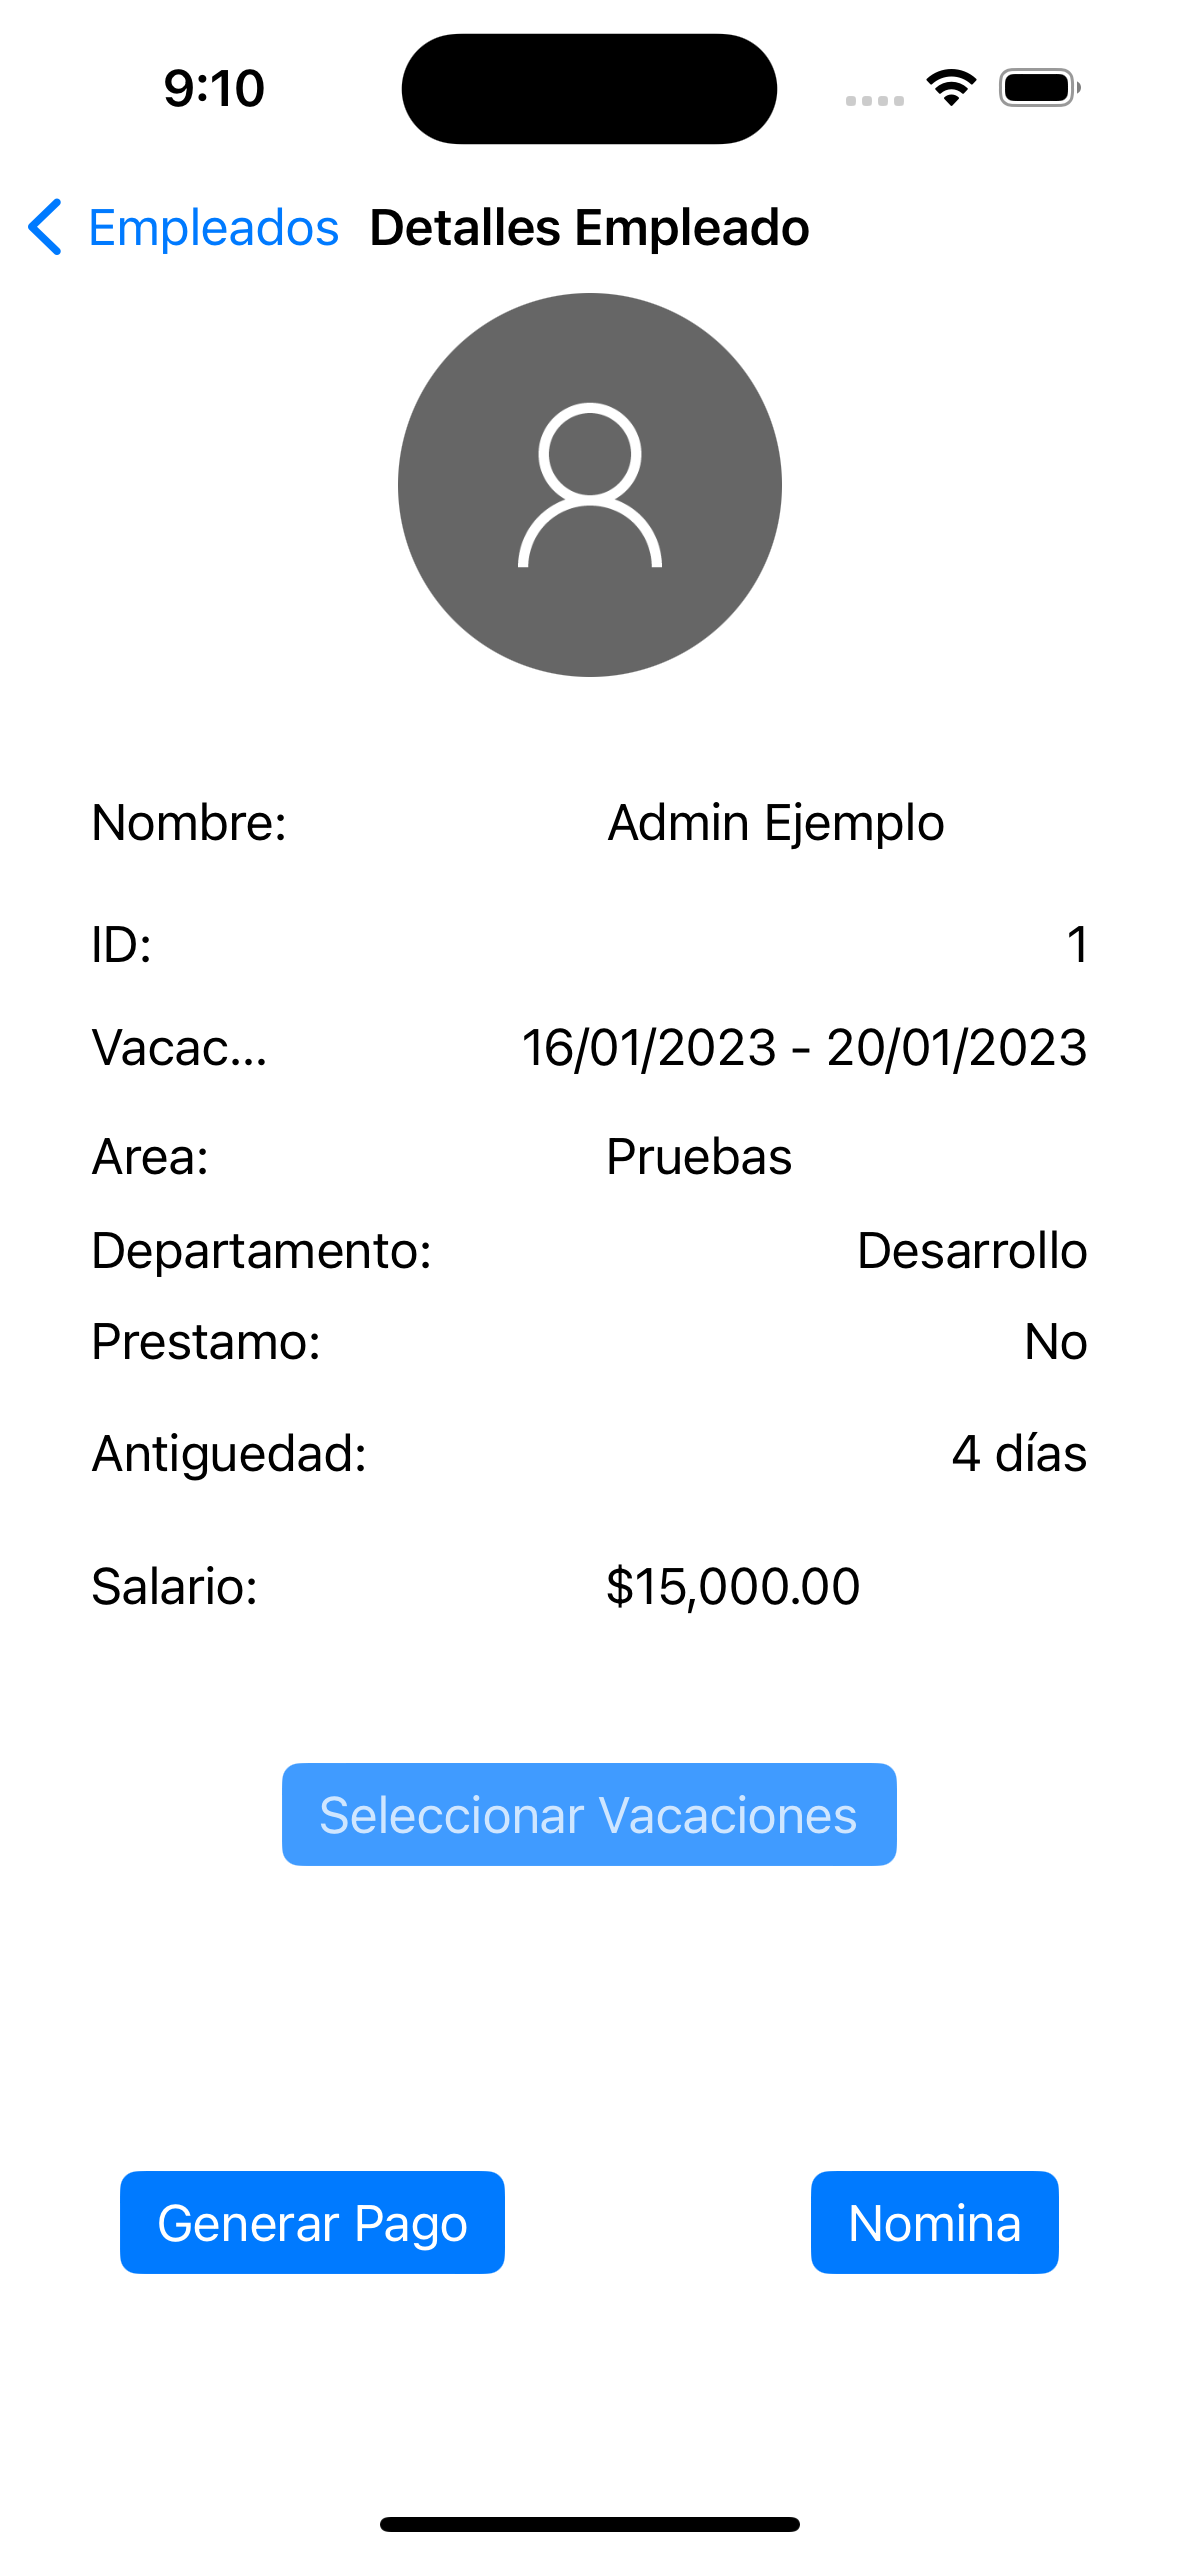 9:10
Empleados Detalles Empleado
Nombre: Admin Ejemplo
ID: 1
Vacac... 16/01/2023 - 20/01/2023
Area: Pruebas
Departamento: Desarrollo
Prestamo: No
Antiguedad: 4 días
Salario: $15,000.00
Seleccionar Vacaciones
Generar Pago Nomina